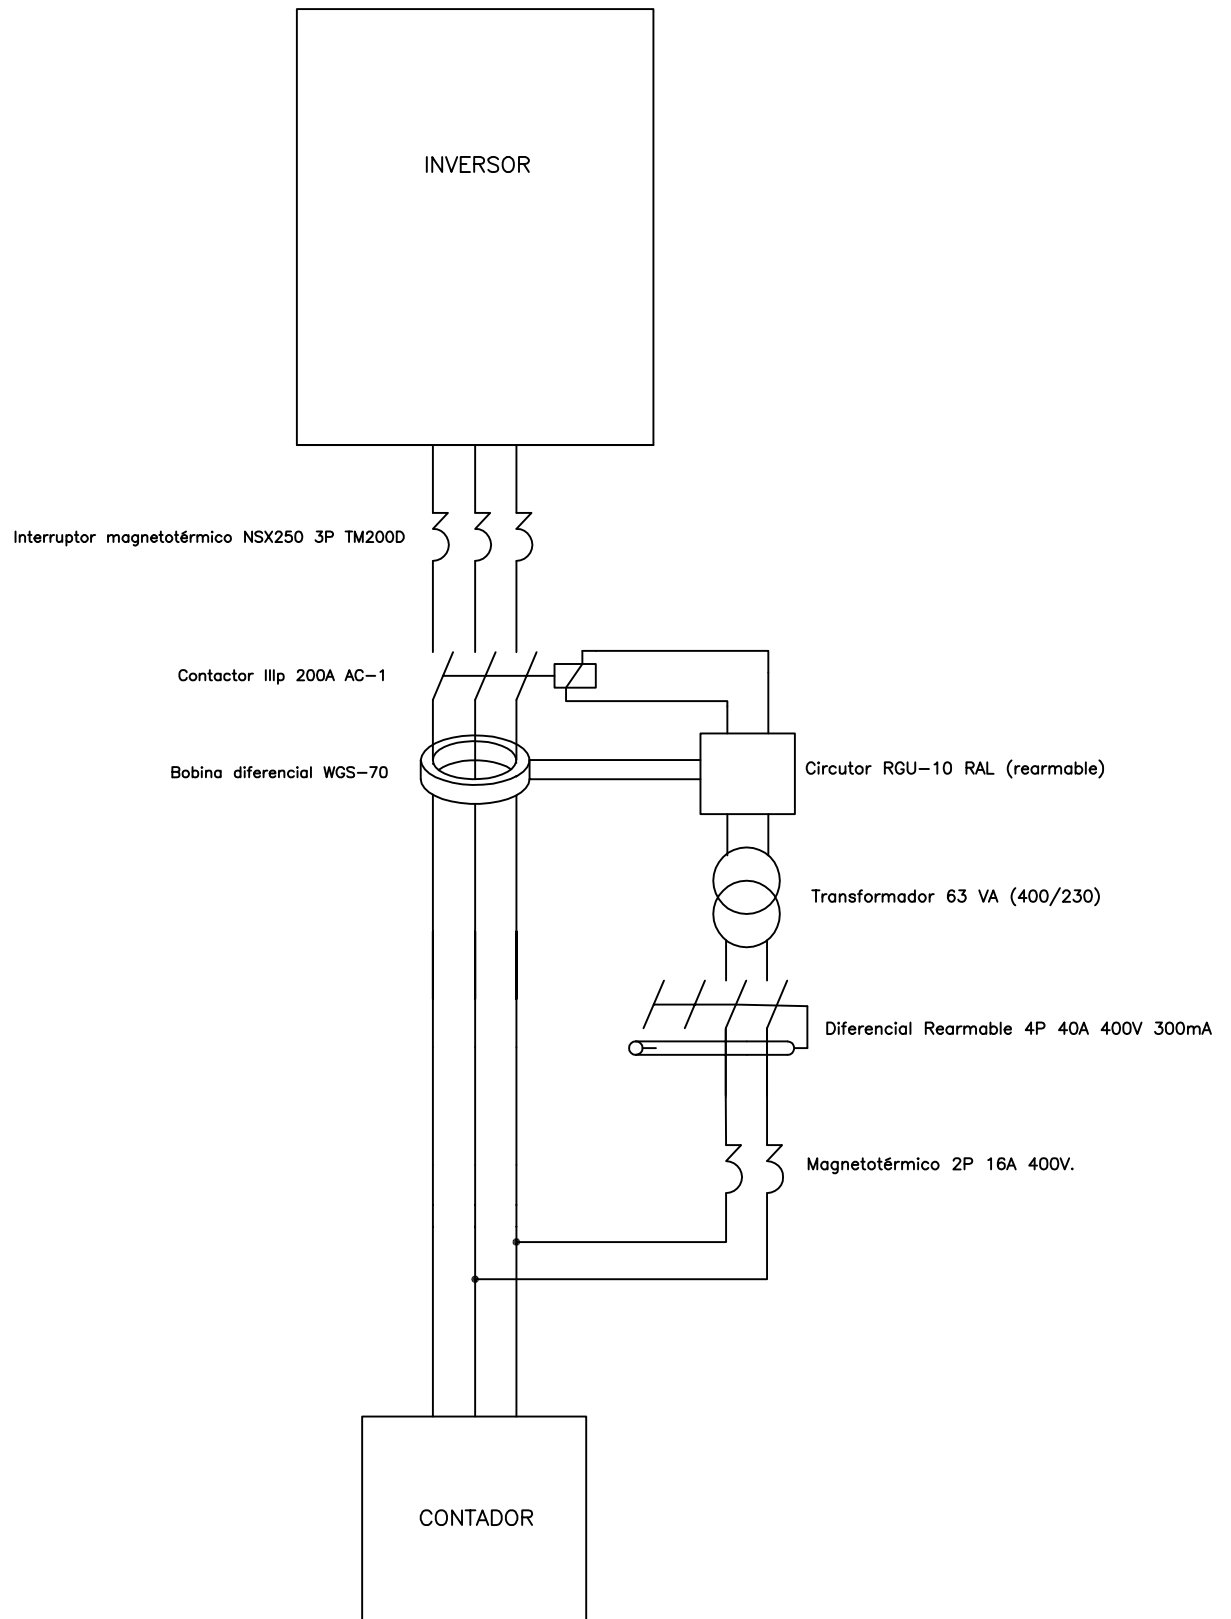 INVERSOR
Interruptor magnetotérmico NSX250 3P TM200D
Contactor IIIp 200A AC-1
Bobina diferencial WGS-70
Circutor RGU-10 RAL (rearmable)
Transformador 63 VA (400/230)
Diferencial Rearmable 4P 40A 400V 300mA
Magnetotérmico 2P 16A 400V.
CONTADOR